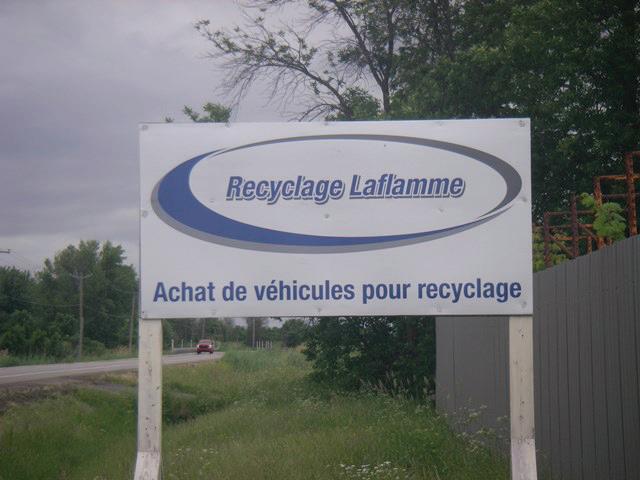 Recyclage Laflamme
Achat de véhicules pour recyclage